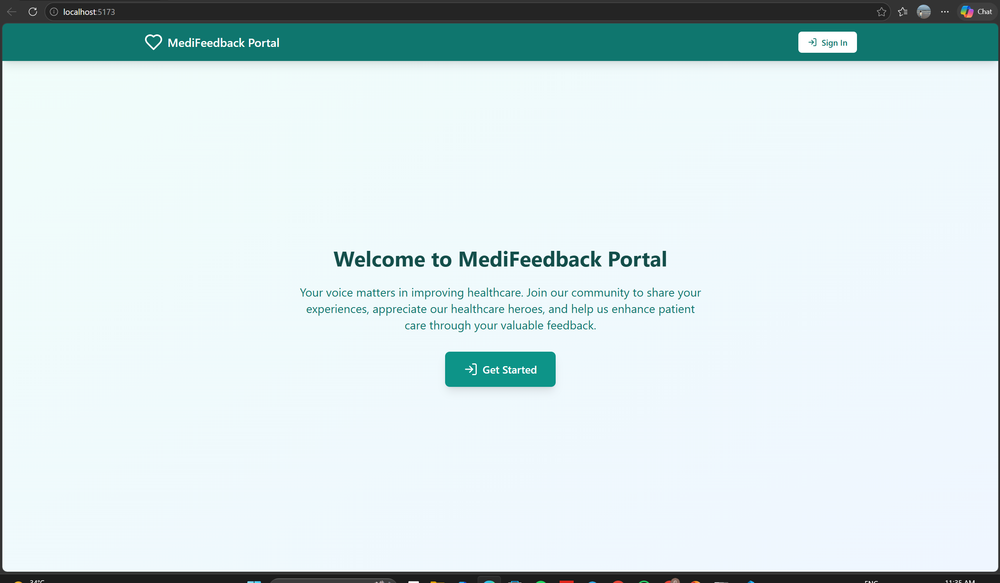 localhost:5173
Chat
MediFeedback Portal
Sign In
Welcome to MediFeedback Portal
Your voice matters in improving healthcare. Join our community to share your
experiences, appreciate our healthcare heroes, and help us enhance patient
care through your valuable feedback.
Get Started
34°C
6
ENG
11:35 AM